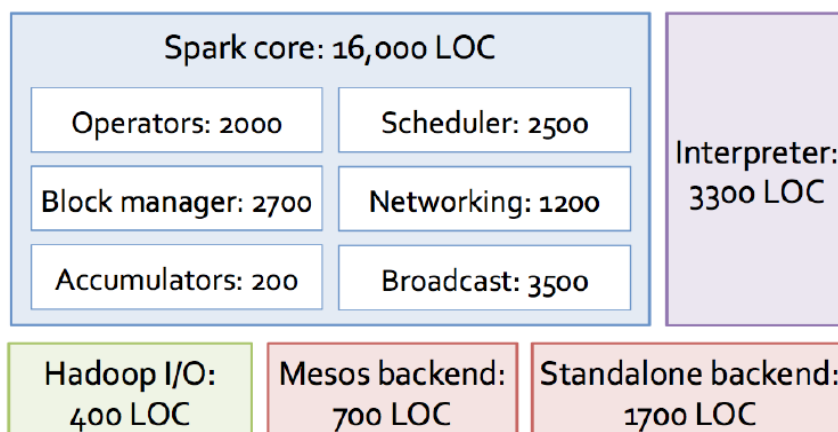 Spark core: 16,000 LOC
Operators: 2000
Scheduler: 2500
Block manager: 2700
Networking: 1200
Accumulators: 200
Broadcast: 3500
Interpreter:
3300 LOC
Hadoop I/O:
400 LOC
Mesos backend:
700 LOC
Standalone backend:
1700 LOC